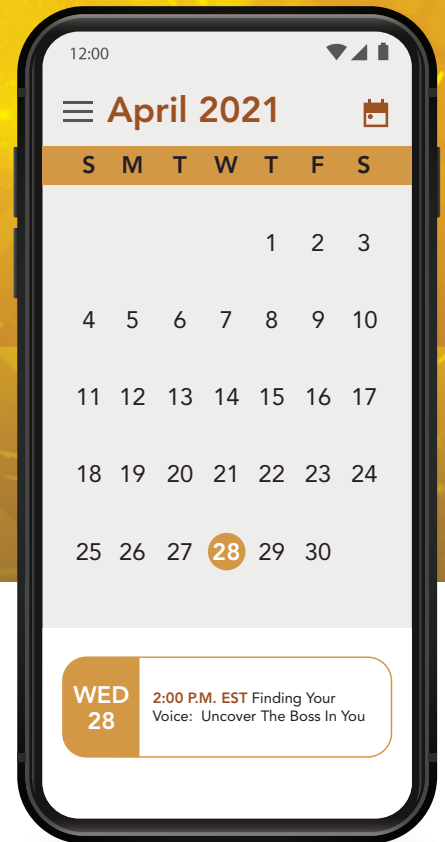 12:00
April 2021
S M T W T F S
1 2 3
4 5 6 7 8 9 10
11 12 13 14 15 16 17
18 19 20 21 22 23 24
25 26 27 28 29 30
WED
28
2:00 P.M. EST Finding Your
Voice: Uncover The Boss In You